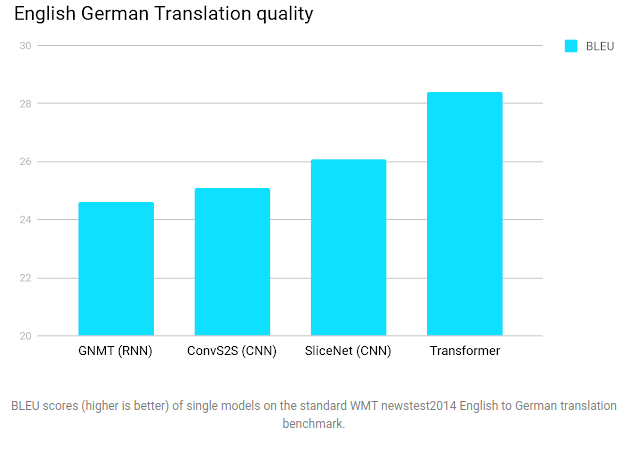 English German Translation quality
30
BLEU
28
26
24
22
20
GNMT (RNN) ConvS2S (CNN) SliceNet (CNN) Transformer
BLEU scores (higher is better) of single models on the standard WMT newstest2014 English to German translation
benchmark.